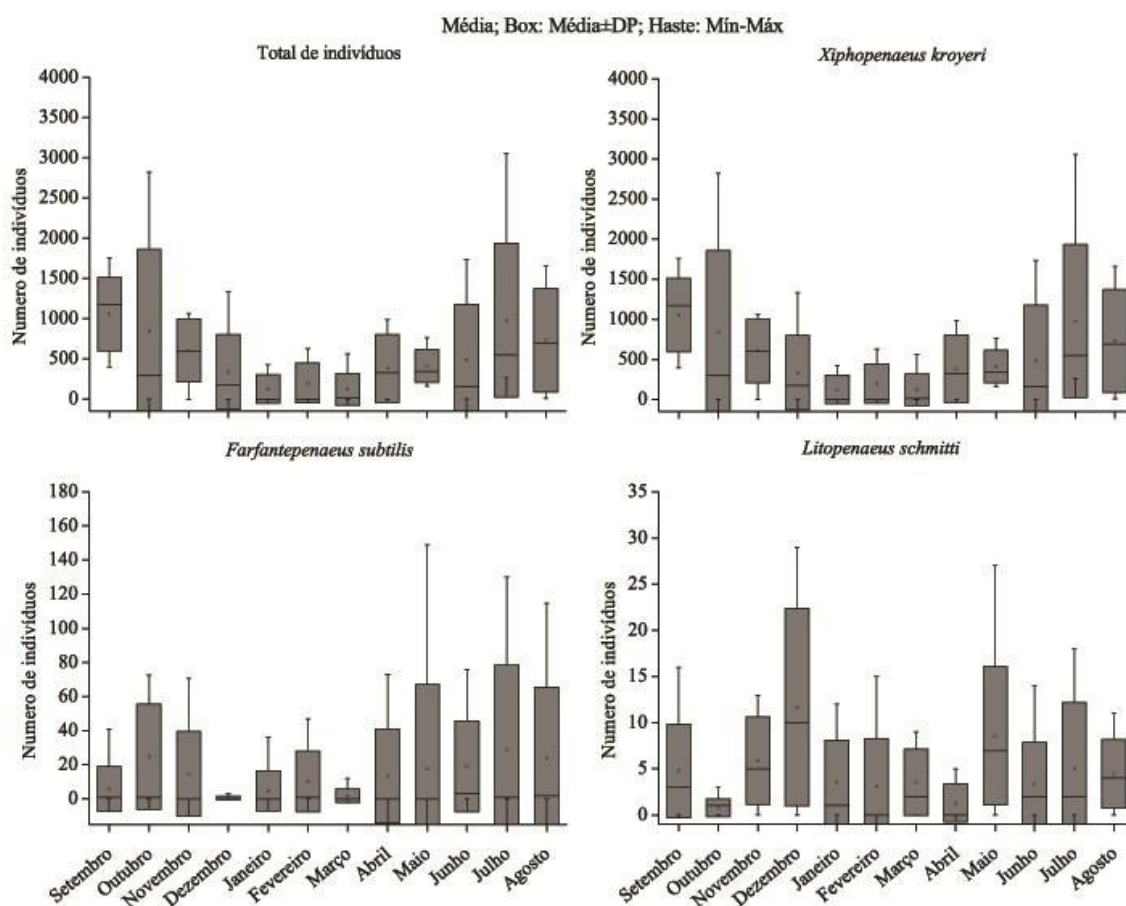 Média; Box: Média±DP; Haste: Mín-Máx
Total de indivíduos
Xiphopenaeus kroyeri
4000
3500
3000
2500
2000
1500
1000
500
0
Numero de indivíduos
4000
3500
3000
2500
2000
1500
1000
500
0
Numero de indivíduos
Farfantepenaeus subtilis
Litopenaeus schmitti
180
160
140
120
100
80
60
40
20
0
Numero de indivíduos
35
30
25
20
15
10
5
0
Numero de indivíduos
Setembro
Outubro
Novembro
Dezembro
Janeiro
Fevereiro
Março
Abril
Maio
Junho
Julho
Agosto
Setembro
Outubro
Novembro
Dezembro
Janeiro
Fevereiro
Março
Abril
Maio
Junho
Julho
Agosto